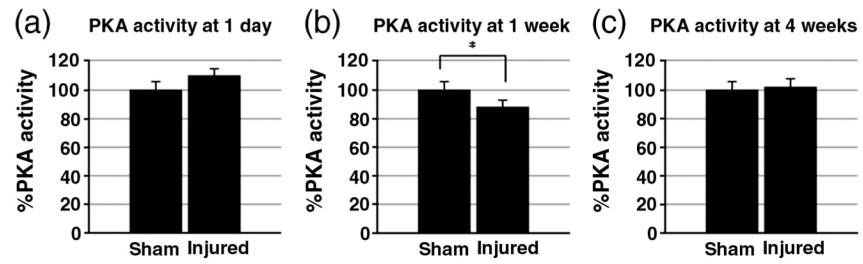 (a) PKA activity at 1 day
%PKA activity
120
100
80
60
40
20
0
Sham Injured
(b) PKA activity at 1 week
*
%PKA activity
120
100
80
60
40
20
0
Sham Injured
(c) PKA activity at 4 weeks
%PKA activity
120
100
80
60
40
20
0
Sham Injured